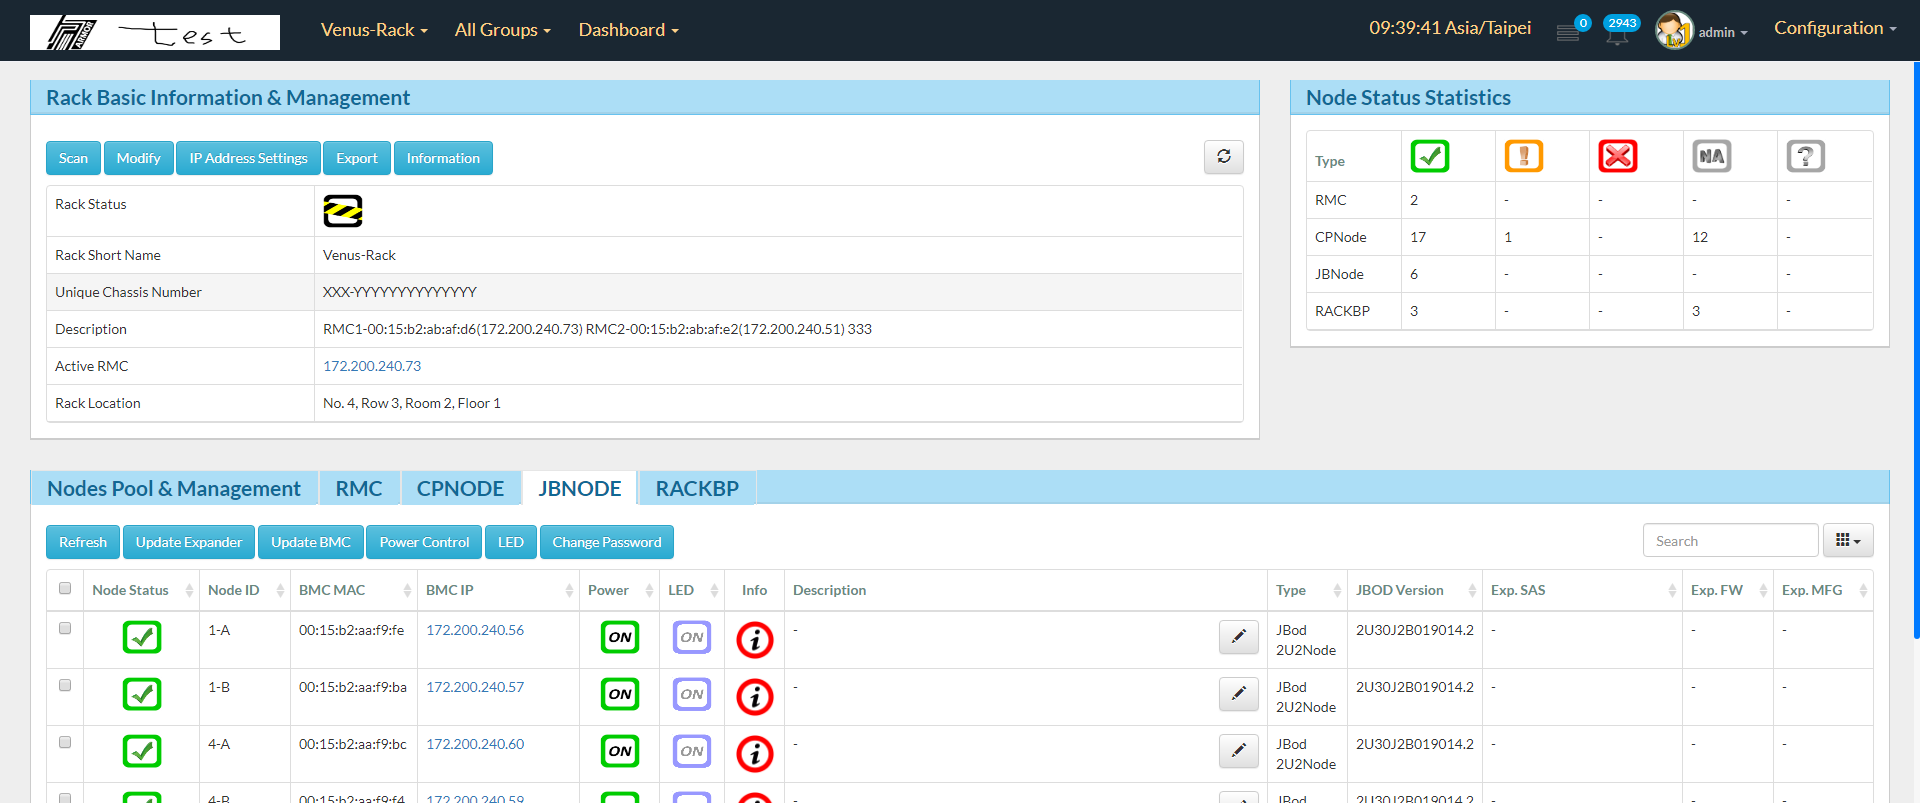 ARMOR test Venus-Rack All Groups Dashboard 09:39:41 Asia/Taipei 0 2943 admin Configuration
Rack Basic Information & Management
Scan Modify IP Address Settings Export Information
Rack Status
Rack Short Name Venus-Rack
Unique Chassis Number XXX-YYYYYYYYYYYYYY
Description RMC1-00:15:b2:ab:af:d6(172.200.240.73) RMC2-00:15:b2:ab:af:e2(172.200.240.51) 333
Active RMC 172.200.240.73
Rack Location No. 4, Row 3, Room 2, Floor 1
Node Status Statistics
Type ! NA ?
RMC 2 - - - -
CPNode 17 1 - 12 -
JBNode 6 - - - -
RACKBP 3 - - 3 -
Nodes Pool & Management RMC CPNODE JBNODE RACKBP
Refresh Update Expander Update BMC Power Control LED Change Password Search
Node Status Node ID BMC MAC BMC IP Power LED Info Description Type JBOD Version Exp. SAS Exp. FW Exp. MFG
1-A 00:15:b2:aa:f9:fe 172.200.240.56 ON ON i - JBod 2U30J2B019014.2 - - -
2U2Node
1-B 00:15:b2:aa:f9:ba 172.200.240.57 ON ON i - JBod 2U30J2B019014.2 - - -
2U2Node
4-A 00:15:b2:aa:f9:bc 172.200.240.60 ON ON i - JBod 2U30J2B019014.2 - - -
2U2Node
4-B 00:15:b2:aa:f9:f4 172.200.240.59 JBod 2U30J2B019014.2